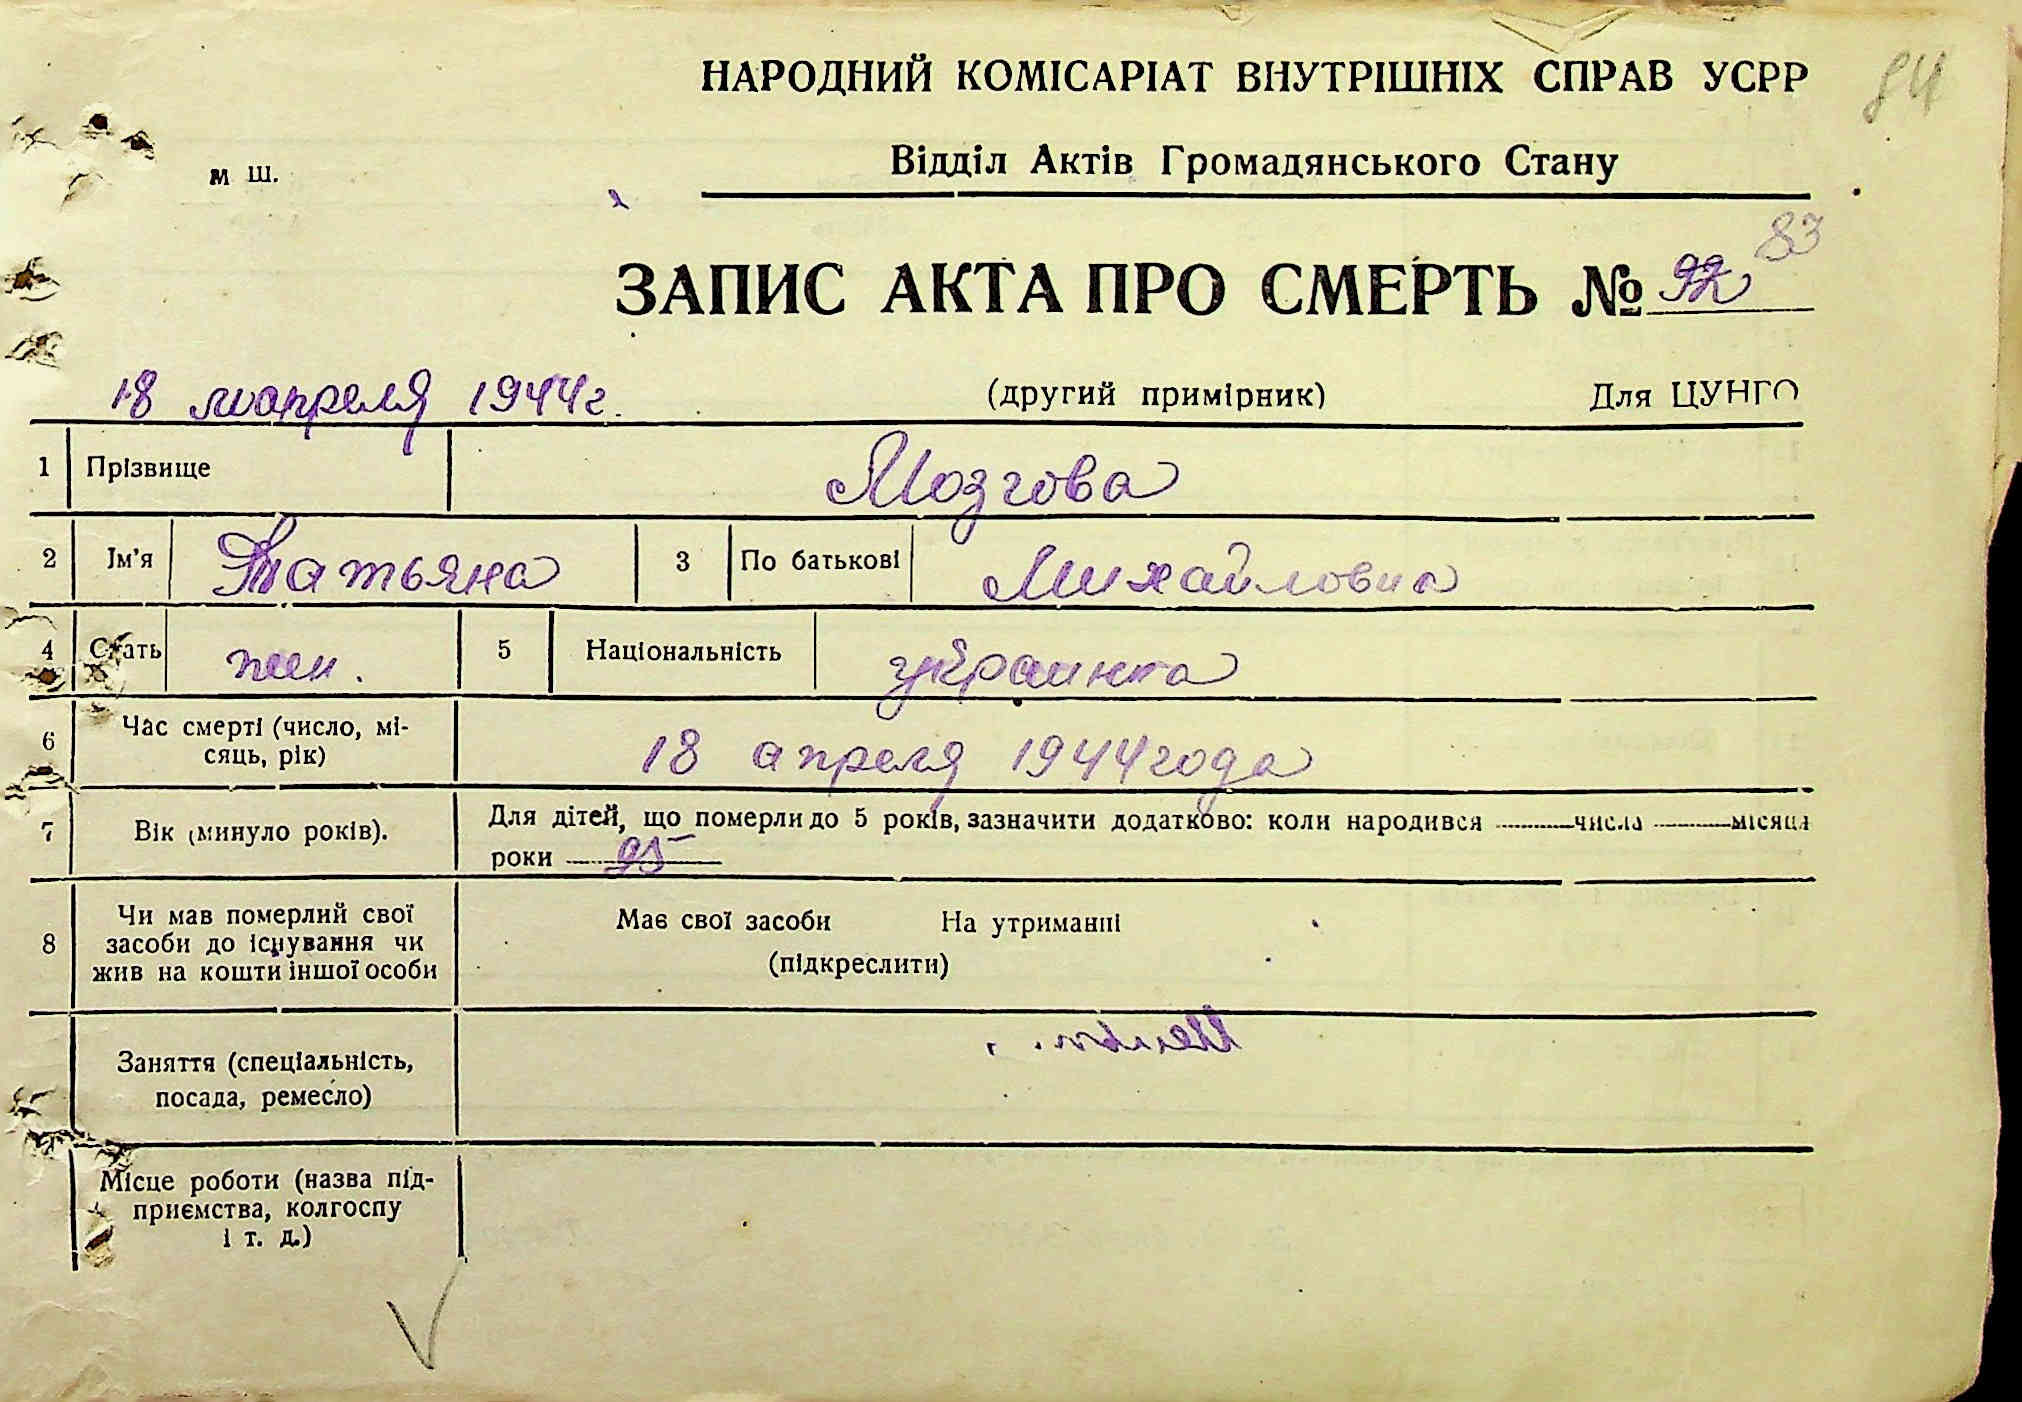 84
НАРОДНИЙ КОМІСАРІАТ ВНУТРІШНІХ СПРАВ УСРР
м ш.
Відділ Актів Громадянського Стану
83
ЗАПИС АКТА ПРО СМЕРТЬ № 92
18 апреля 1944г. (другий примірник) Для ЦУНГО
1 Прізвище Мозгова
2 Ім'я Татьяна 3 По батькові Михайловна
4 Стать жен. 5 Національність украинка
6 Час смерті (число, мі-
сяць, рік) 18 апреля 1944 года
7 Вік (минуло років). Для дітей, що померли до 5 років, зазначити додатково: коли народився числа місяця
роки 95
8 Чи мав померлий свої
засоби до існування чи
жив на кошти іншої особи
Має свої засоби На утриманні
(підкреслити)
Заняття (спеціальність,
посада, ремесло)
Місце роботи (назва під-
приємства, колгоспу
і т. д.)